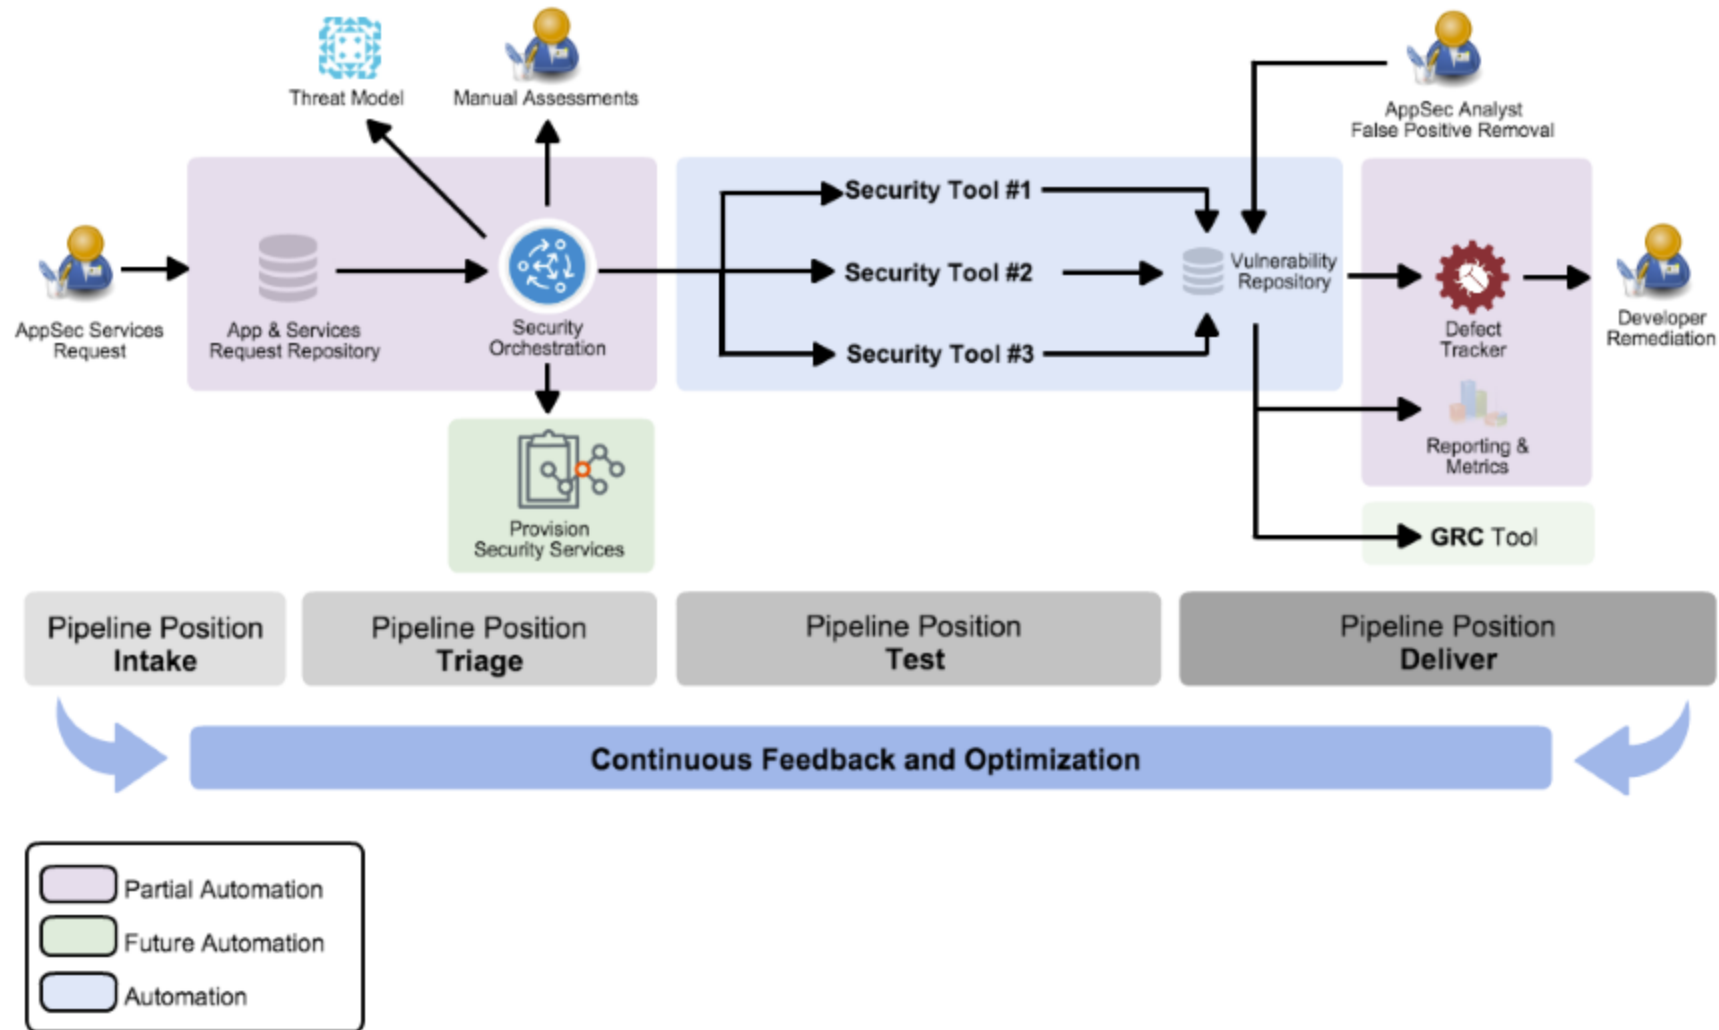 Threat Model
Manual Assessments
AppSec Analyst
False Positive Removal
AppSec Services
Request
App & Services
Request Repository
Security
Orchestration
Security Tool #1
Security Tool #2
Security Tool #3
Vulnerability
Repository
Defect
Tracker
Developer
Remediation
Reporting &
Metrics
Provision
Security Services
GRC Tool
Pipeline Position
Intake
Pipeline Position
Triage
Pipeline Position
Test
Pipeline Position
Deliver
Continuous Feedback and Optimization
Partial Automation
Future Automation
Automation